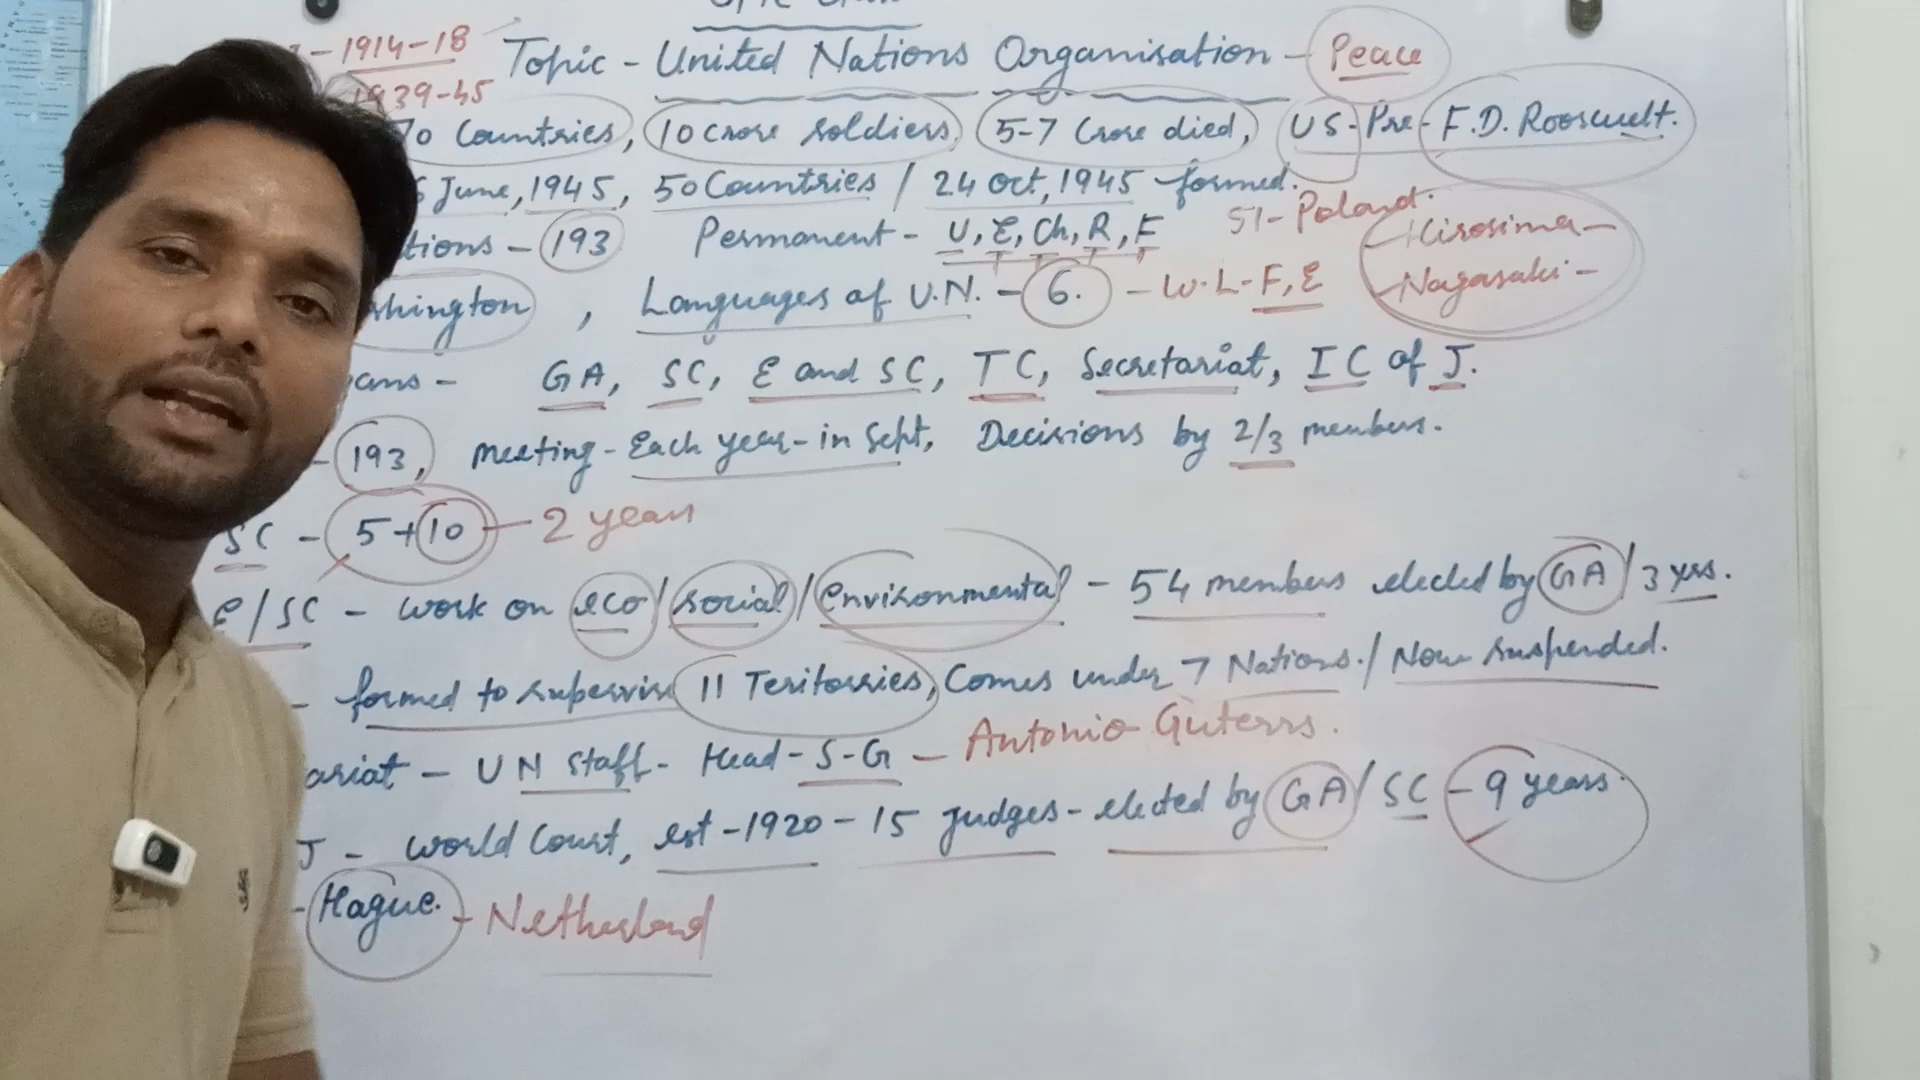 - 1914-18
1939-45
Topic - United Nations Organisation - Peace
70 Countries, 10 crore soldiers, 5-7 Crore died, US-Pre-F.D. Rooseult.
June, 1945, 50 Countries / 24 oct, 1945 formed.
51-Poland.
tions - 193 Permanent - U, E, Ch, R, F
Hirosima -
Nagasaki -
shington , Languages of U.N. - 6. - W.L-F, E
ans - GA, SC, E and SC, TC, Secretariat, IC of J.
- 193, meeting - Each year - in Sept, Decisions by 2/3 members.
SC - 5+10 - 2 years
E/SC - work on eco/social/environmental - 54 members elected by GA / 3 yrs.
- formed to supervise 11 Teritorries, Comes under 7 Nations. / Now suspended.
ariat - UN Staff - Head - S-G - Antonio Guterrs.
J - World Court, est - 1920 - 15 judges - elected by GA / SC - 9 years.
- Hague. - Netherland